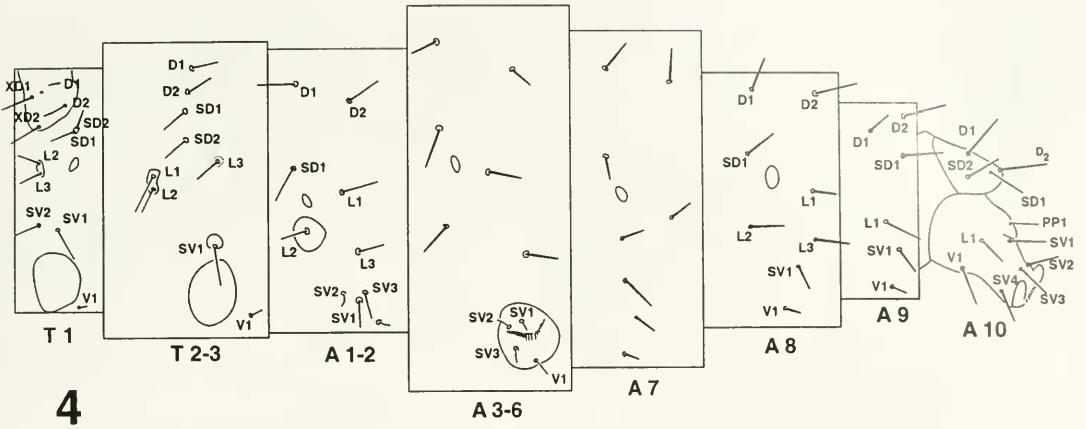 XD1 D1
XD2 D2
SD2
SD1
L2
L3
SV2 SV1
V1
T 1
D1
D2
SD1
SD2
L3
L1
L2
SV1
V1
T 2-3
D1
D2
SD1
L1
L2
L3
SV2 SV3
SV1
A 1-2
SV2 SV1
SV3
V1
A 3-6
A 7
D1
D2
SD1
L1
L2
L3
SV1
V1
A 8
D2
D1
SD1
L1
SV1
V1
A 9
D1
D2
SD2
SD1
PP1
L1 SV1
V1 SV2
SV4 SV3
A 10
4